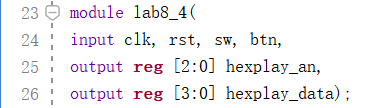 23 module lab8_4(
24 input clk, rst, sw, btn,
25 output reg [2:0] hexplay_an,
26 output reg [3:0] hexplay_data);